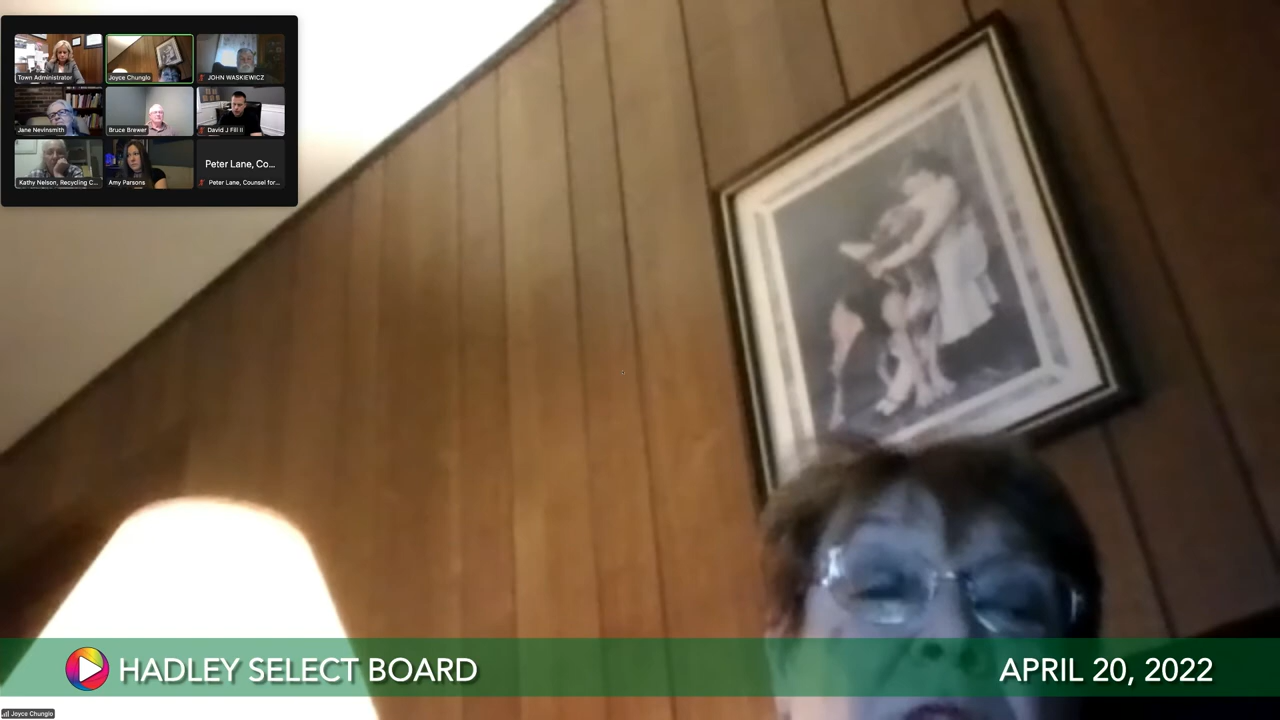 Town Administrator
Joyce Chunglo
JOHN WASKIEWICZ
Jane Nevinsmith
Bruce Brewer
David J Fill II
Kathy Nelson, Recycling C...
Amy Parsons
Peter Lane, Co...
Peter Lane, Counsel for...
HADLEY SELECT BOARD
APRIL 20, 2022
Joyce Chunglo